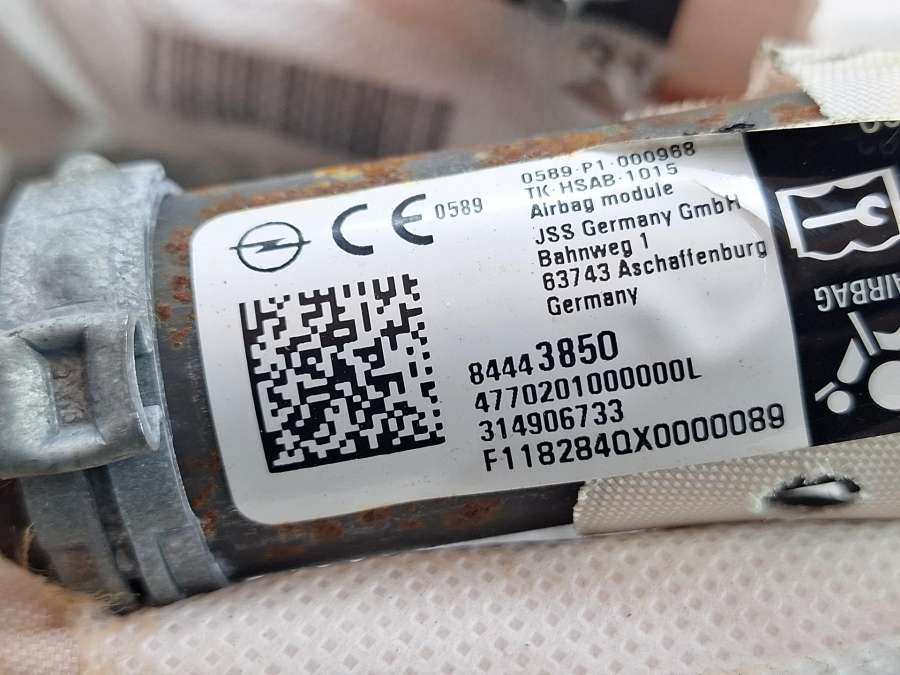 0589-P1-000968
TK-HSAB-1015
Airbag module
JSS Germany GmbH
Bahnweg 1
63743 Aschaffenburg
Germany
CE 0589
84443850
4770201000000L
314906733
F118284QX0000089
AIRBAG